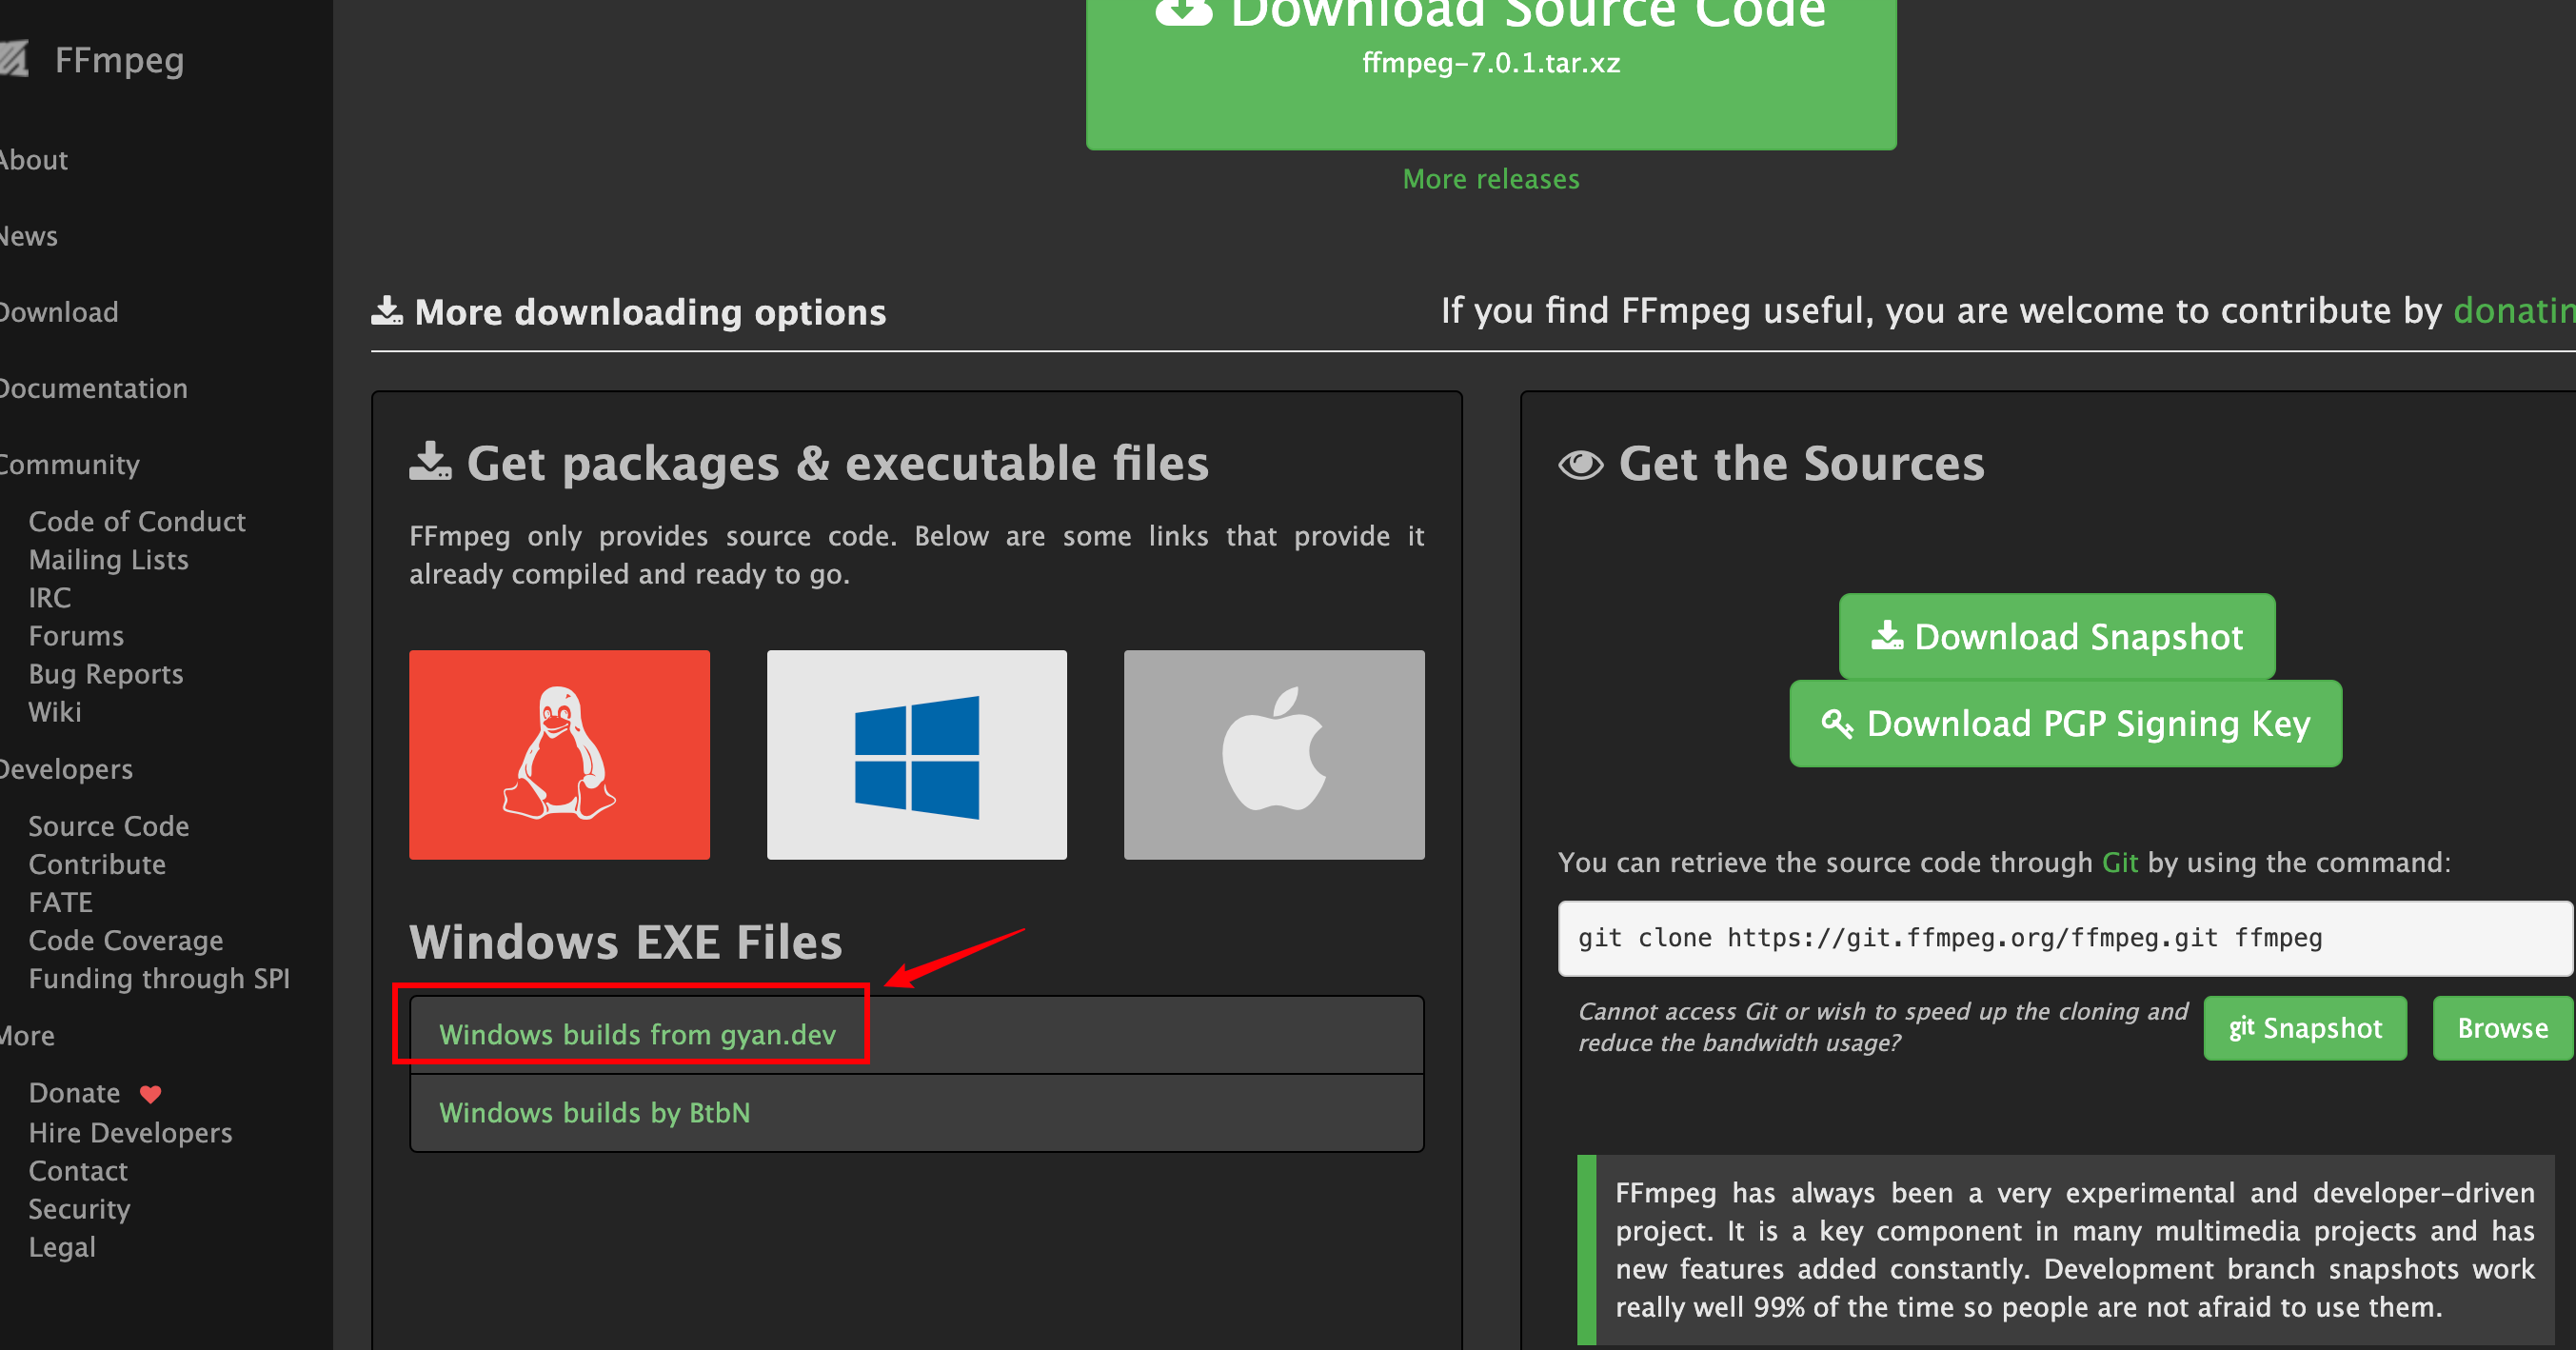 FFmpeg
About
News
Download
Documentation
Community
Code of Conduct
Mailing Lists
IRC
Forums
Bug Reports
Wiki
Developers
Source Code
Contribute
FATE
Code Coverage
Funding through SPI
More
Donate
Hire Developers
Contact
Security
Legal
Download Source Code
ffmpeg-7.0.1.tar.xz
More releases
More downloading options
If you find FFmpeg useful, you are welcome to contribute by donatin
Get packages & executable files
FFmpeg only provides source code. Below are some links that provide it
already compiled and ready to go.
Windows EXE Files
Windows builds from gyan.dev
Windows builds by BtbN
Get the Sources
Download Snapshot
Download PGP Signing Key
You can retrieve the source code through Git by using the command:
git clone https://git.ffmpeg.org/ffmpeg.git ffmpeg
Cannot access Git or wish to speed up the cloning and
reduce the bandwidth usage?
git Snapshot
Browse
FFmpeg has always been a very experimental and developer-driven
project. It is a key component in many multimedia projects and has
new features added constantly. Development branch snapshots work
really well 99% of the time so people are not afraid to use them.